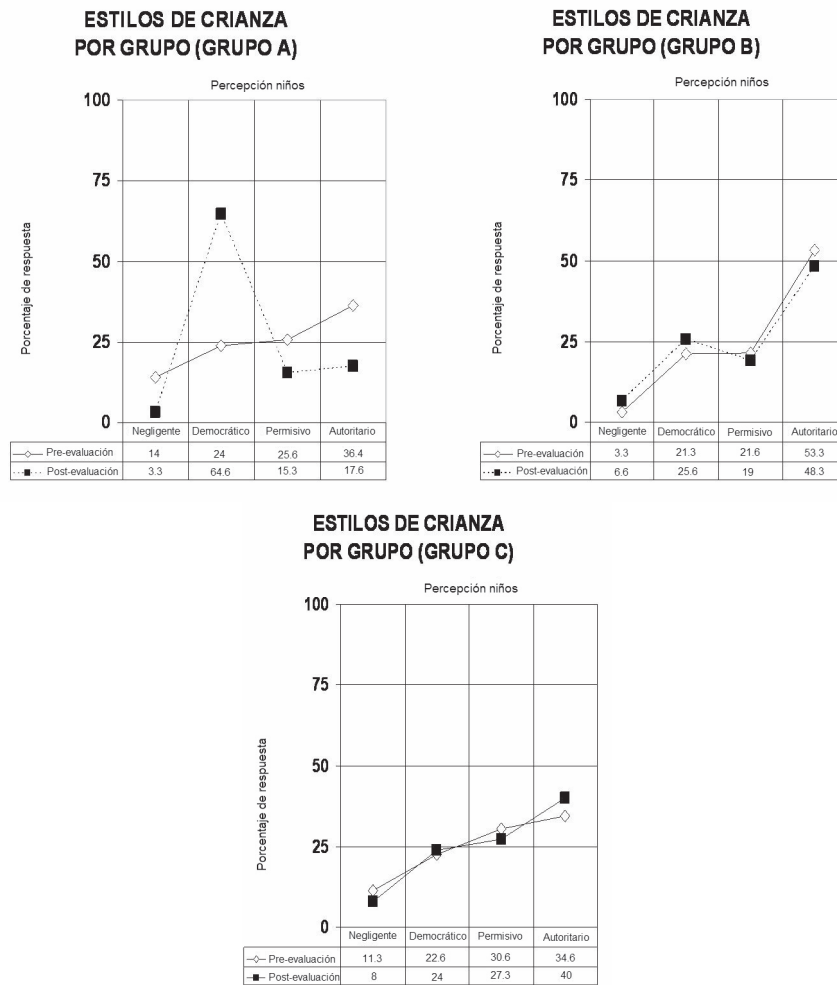 ESTILOS DE CRIANZA
POR GRUPO (GRUPO A)
Percepción niños
100
75
50
25
0
Porcentaje de respuesta
Negligente Democrático Permisivo Autoritario
Pre-evaluación 14 24 25.6 36.4
Post-evaluación 3.3 64.6 15.3 17.6
ESTILOS DE CRIANZA
POR GRUPO (GRUPO B)
Percepción niños
100
75
50
25
0
Porcentaje de respuesta
Negligente Democrático Permisivo Autoritario
Pre-evaluación 3.3 21.3 21.6 53.3
Post-evaluación 6.6 25.6 19 48.3
ESTILOS DE CRIANZA
POR GRUPO (GRUPO C)
Percepción niños
100
75
50
25
0
Porcentaje de respuesta
Negligente Democrático Permisivo Autoritario
Pre-evaluación 11.3 22.6 30.6 34.6
Post-evaluación 8 24 27.3 40